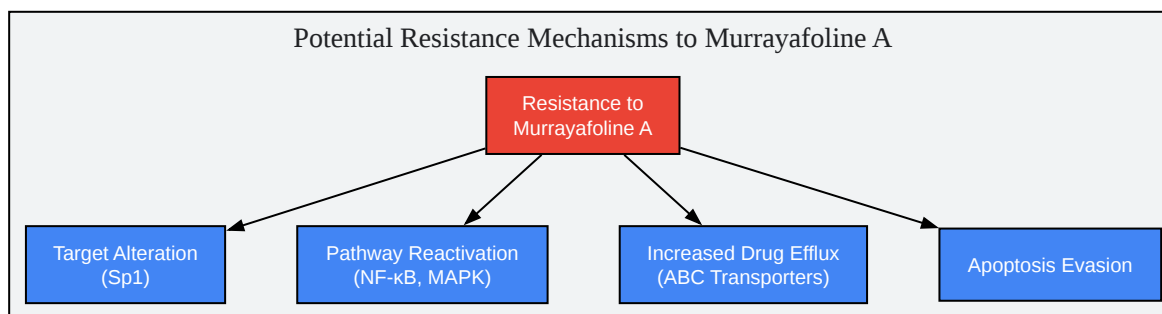 Potential Resistance Mechanisms to Murrayafoline A
Resistance to
Murrayafoline A
Target Alteration
(Sp1)
Pathway Reactivation
(NF-κB, MAPK)
Increased Drug Efflux
(ABC Transporters)
Apoptosis Evasion